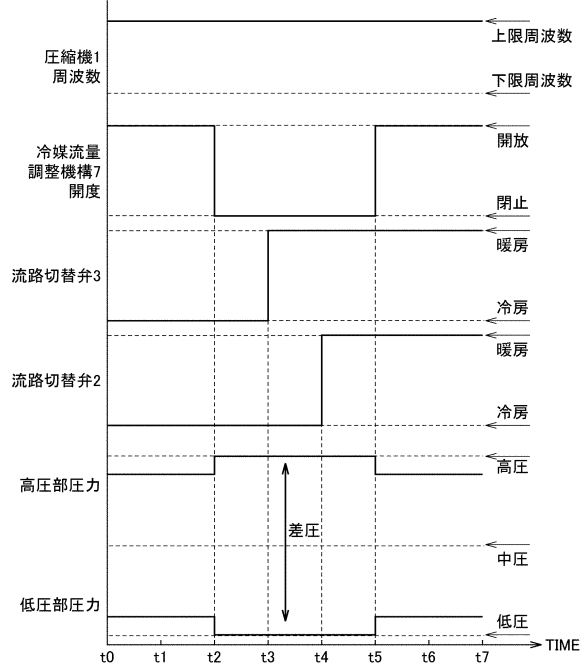 上限周波数
圧縮機1
周波数
下限周波数
開放
冷媒流量
調整機構7
開度
閉止
暖房
流路切替弁3
冷房
暖房
流路切替弁2
冷房
高圧
高圧部圧力
差圧
中圧
低圧部圧力
低圧
TIME
t0 t1 t2 t3 t4 t5 t6 t7